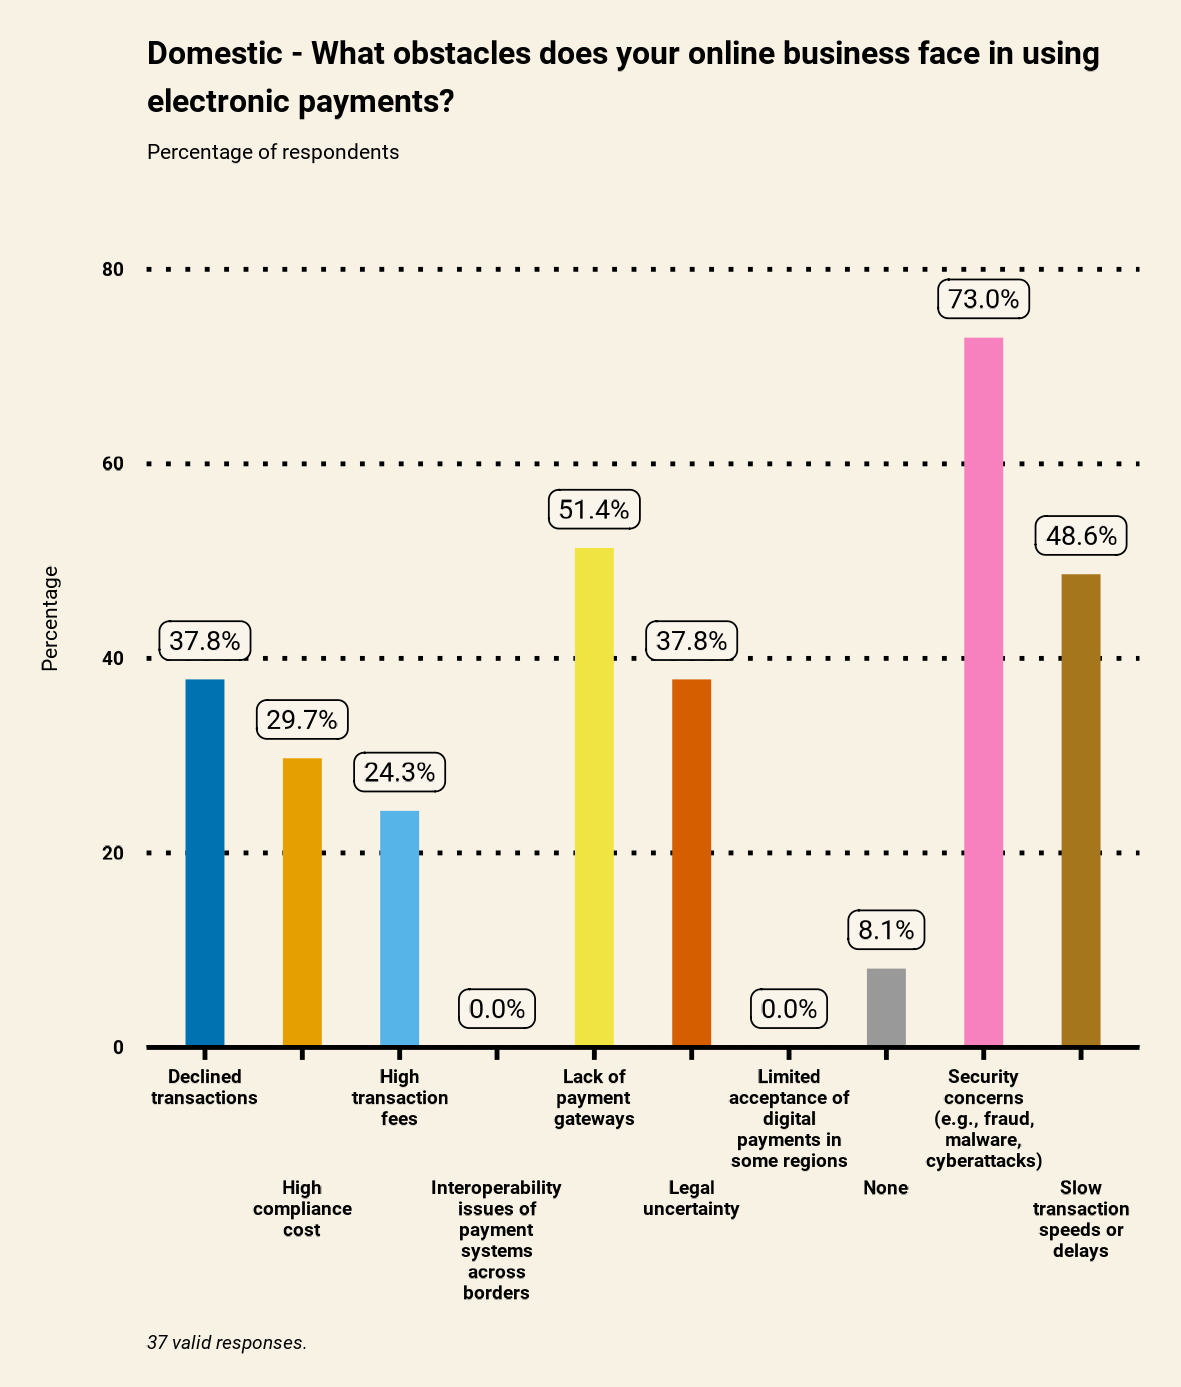 Domestic - What obstacles does your online business face in using
electronic payments?
Percentage of respondents
80
73.0%
60
51.4%
48.6%
Percentage
37.8%
37.8%
40
29.7%
24.3%
20
8.1%
0.0%
0.0%
0
Declined
transactions
High
compliance
cost
High
transaction
fees
Interoperability
issues of
payment
systems
across
borders
Lack of
payment
gateways
Legal
uncertainty
Limited
acceptance of
digital
payments in
some regions
None
Security
concerns
(e.g., fraud,
malware,
cyberattacks)
Slow
transaction
speeds or
delays
37 valid responses.